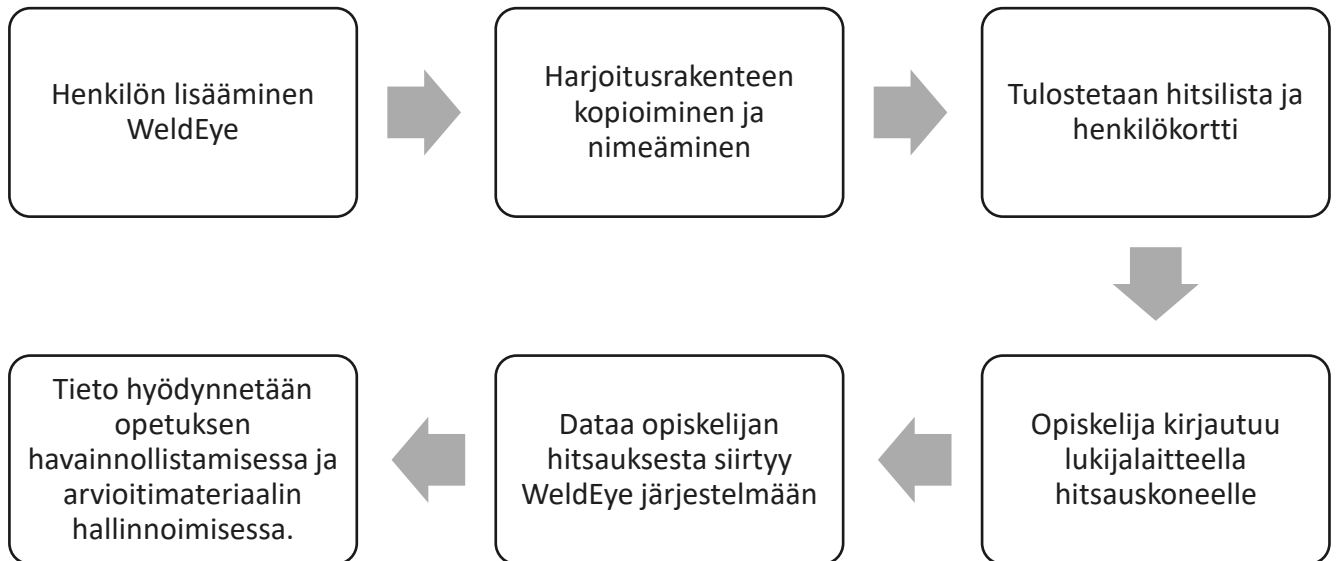 Henkilön lisääminen
WeldEye
Harjoitusrakenteen
kopioiminen ja
nimeäminen
Tulostetaan hitsilista ja
henkilökortti
Opiskelija kirjautuu
lukijalaitteella
hitsauskoneelle
Dataa opiskelijan
hitsauksesta siirtyy
WeldEye järjestelmään
Tieto hyödynnetään
opetuksen
havainnollistamisessa ja
arvioitimateriaalin
hallinnoimisessa.